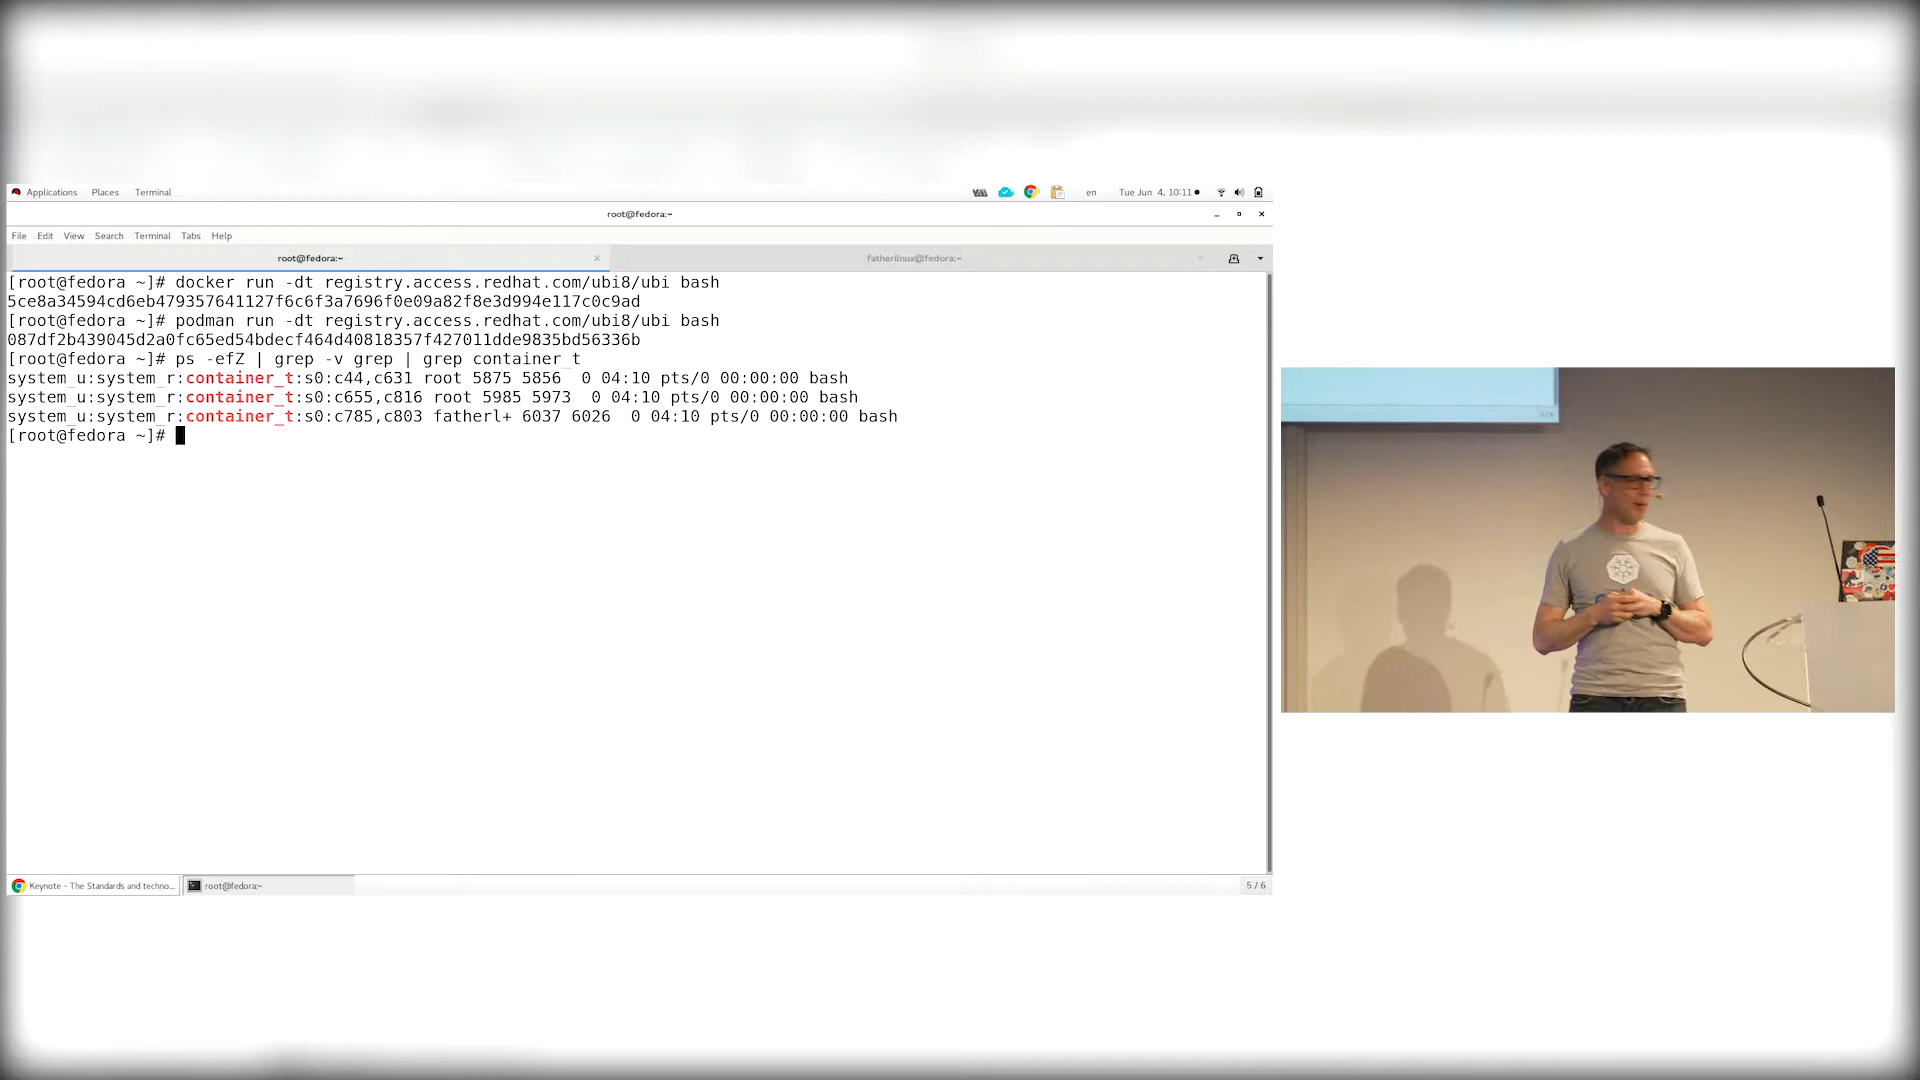 Applications Places Terminal
en Tue Jun 4, 10:11
root@fedora:~
File Edit View Search Terminal Tabs Help
root@fedora:~ fatherlinux@fedora:~
[root@fedora ~]# docker run -dt registry.access.redhat.com/ubi8/ubi bash
5ce8a34594cd6eb479357641127f6c6f3a7696f0e09a82f8e3d994e117c0c9ad
[root@fedora ~]# podman run -dt registry.access.redhat.com/ubi8/ubi bash
087df2b439045d2a0fc65ed54bdecf464d40818357f427011dde9835bd56336b
[root@fedora ~]# ps -efZ | grep -v grep | grep container_t
system_u:system_r:container_t:s0:c44,c631 root 5875 5856  0 04:10 pts/0 00:00:00 bash
system_u:system_r:container_t:s0:c655,c816 root 5985 5973  0 04:10 pts/0 00:00:00 bash
system_u:system_r:container_t:s0:c785,c803 fatherl+ 6037 6026  0 04:10 pts/0 00:00:00 bash
[root@fedora ~]#
Keynote - The Standards and techno... root@fedora:~ 5 / 6